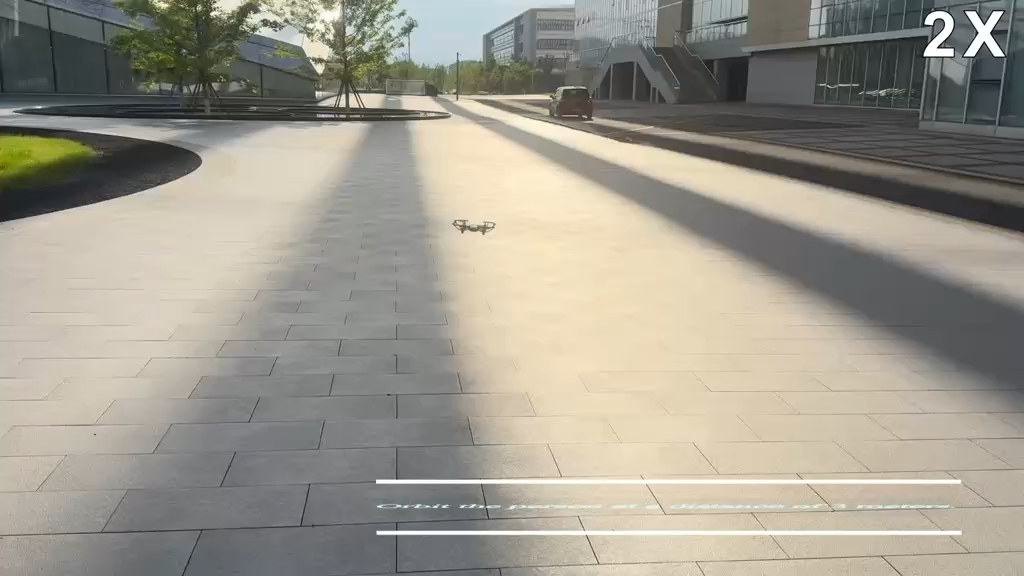 2X
Orbit the person at a distance of 3 meters